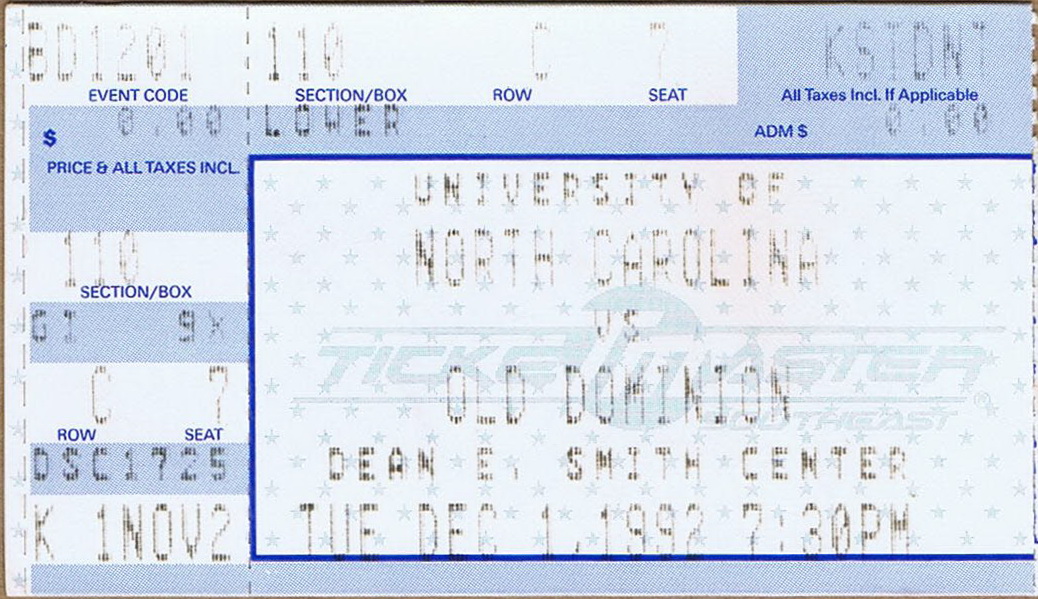 BD1201 110 C 7 KSTDNT
EVENT CODE SECTION/BOX ROW SEAT All Taxes Incl. If Applicable
$ 0.00 LOWER ADM $ 0.00
PRICE & ALL TAXES INCL.
UNIVERSITY OF
110 NORTH CAROLINA
SECTION/BOX
GI 9X VS
TICKETMASTER
SOUTHEAST
C 7 OLD DOMINION
ROW SEAT
DSC1725 DEAN E. SMITH CENTER
K 1NOV2 TUE DEC 1,1992 7:30PM